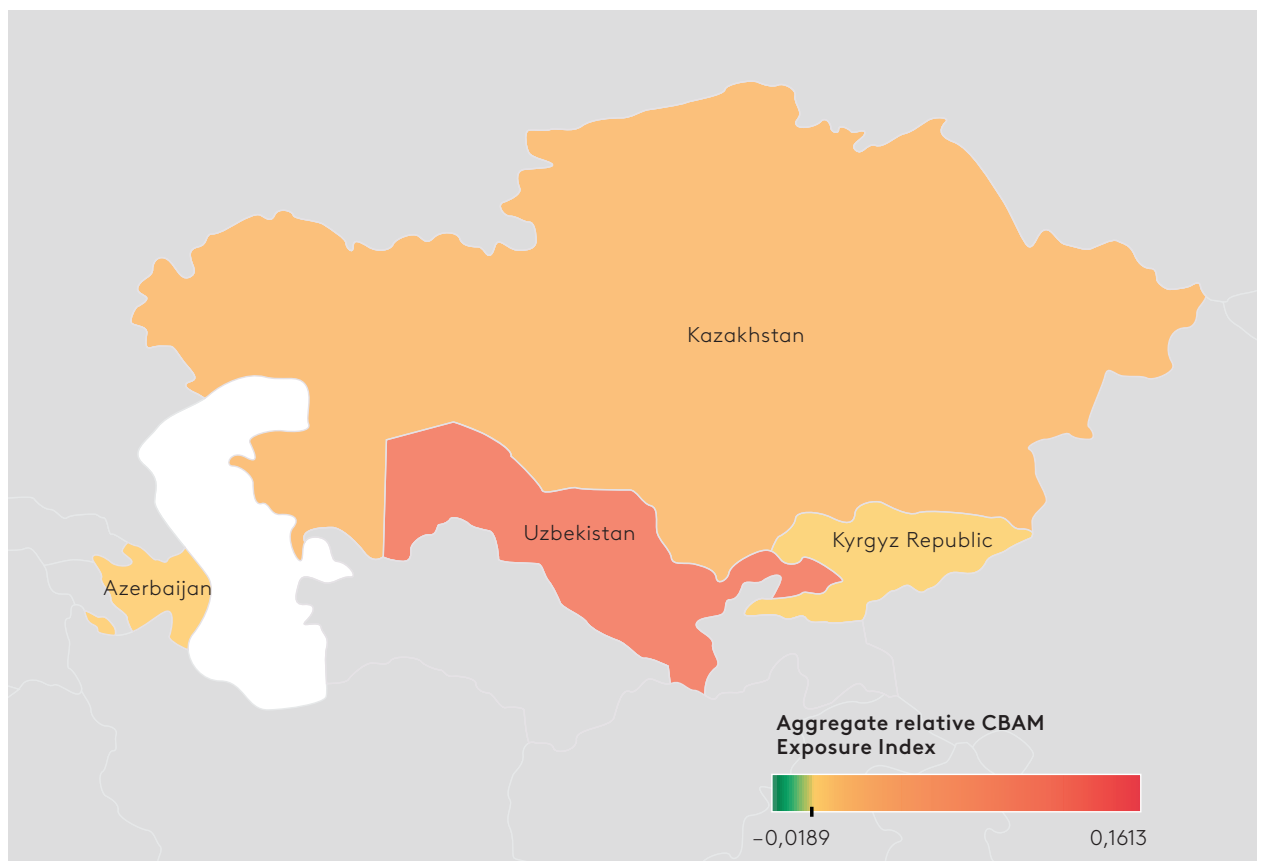 Kazakhstan
Uzbekistan
Kyrgyz Republic
Azerbaijan
Aggregate relative CBAM
Exposure Index
−0,0189
0,1613